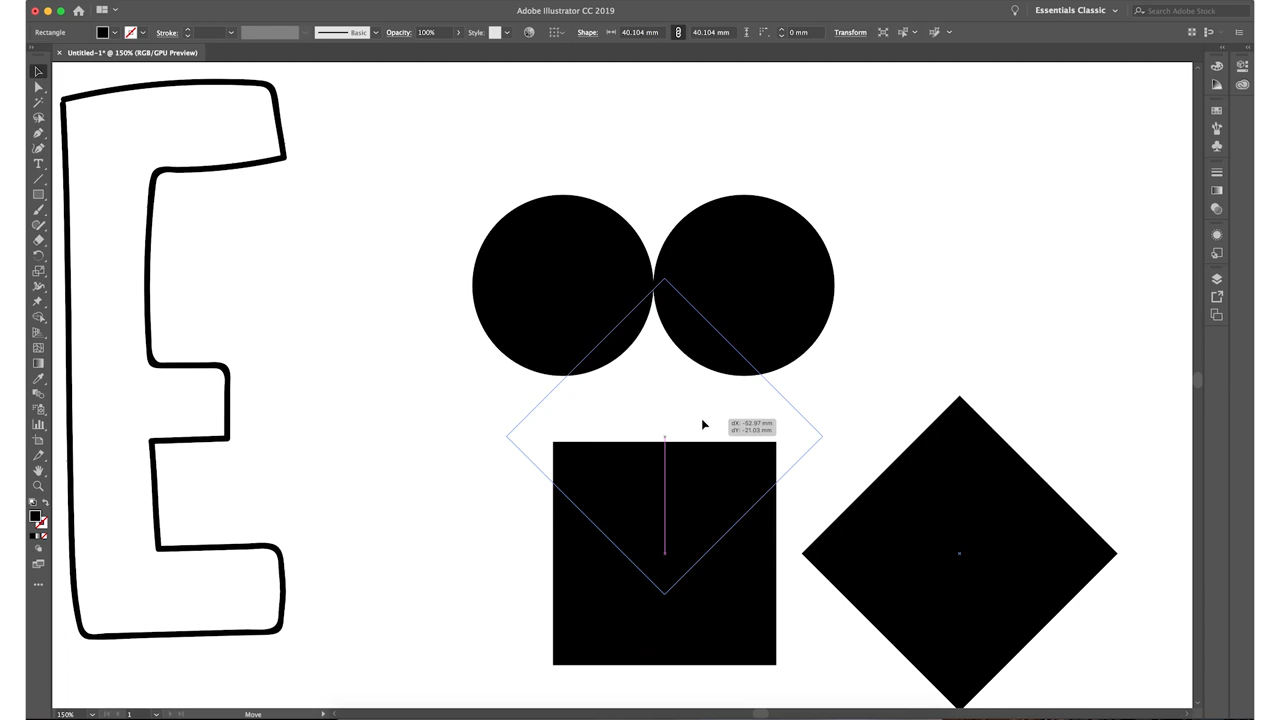 Adobe Illustrator CC 2019
Essentials Classic
Search Adobe Stock
Rectangle
Stroke:
Basic
Opacity:
100%
Style:
Shape:
40.104 mm
40.104 mm
0 mm
Transform
Untitled-1* @ 150% (RGB/GPU Preview)
E
T
dX: -52.97 mm
dY: -21.03 mm
150%
1
Move